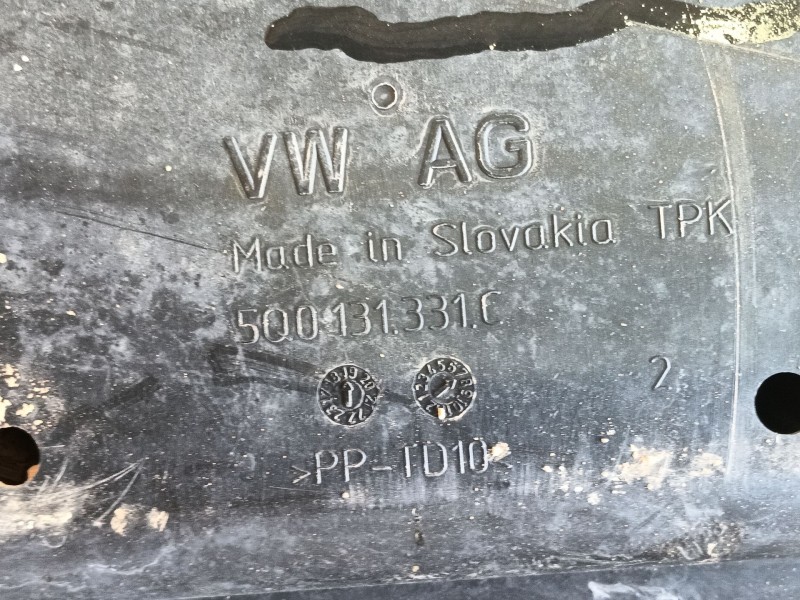 VW AG
Made in Slovakia TPK
5Q0.131.331.C
2
>PP-TD10<